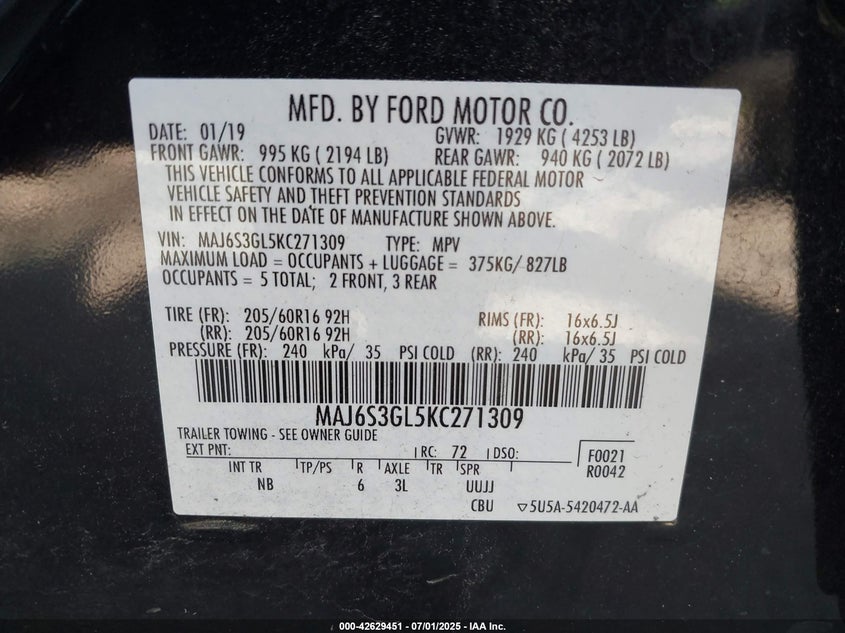 MFD. BY FORD MOTOR CO.
DATE: 01/19 GVWR: 1929 KG ( 4253 LB)
FRONT GAWR: 995 KG ( 2194 LB) REAR GAWR: 940 KG ( 2072 LB)
THIS VEHICLE CONFORMS TO ALL APPLICABLE FEDERAL MOTOR
VEHICLE SAFETY AND THEFT PREVENTION STANDARDS
IN EFFECT ON THE DATE OF MANUFACTURE SHOWN ABOVE.
VIN: MAJ6S3GL5KC271309 TYPE: MPV
MAXIMUM LOAD = OCCUPANTS + LUGGAGE = 375KG/ 827LB
OCCUPANTS = 5 TOTAL; 2 FRONT, 3 REAR
TIRE (FR): 205/60R16 92H RIMS (FR): 16x6.5J
(RR): 205/60R16 92H (RR): 16x6.5J
PRESSURE (FR): 240 kPa/ 35 PSI COLD (RR): 240 kPa/ 35 PSI COLD
MAJ6S3GL5KC271309
TRAILER TOWING - SEE OWNER GUIDE
EXT PNT: RC: 72 DSO: F0021
R0042
INT TR TP/PS R AXLE TR SPR
NB 6 3L UUJJ
CBU ▽5U5A-5420472-AA
000-42629451 - 07/01/2025 - IAA Inc.